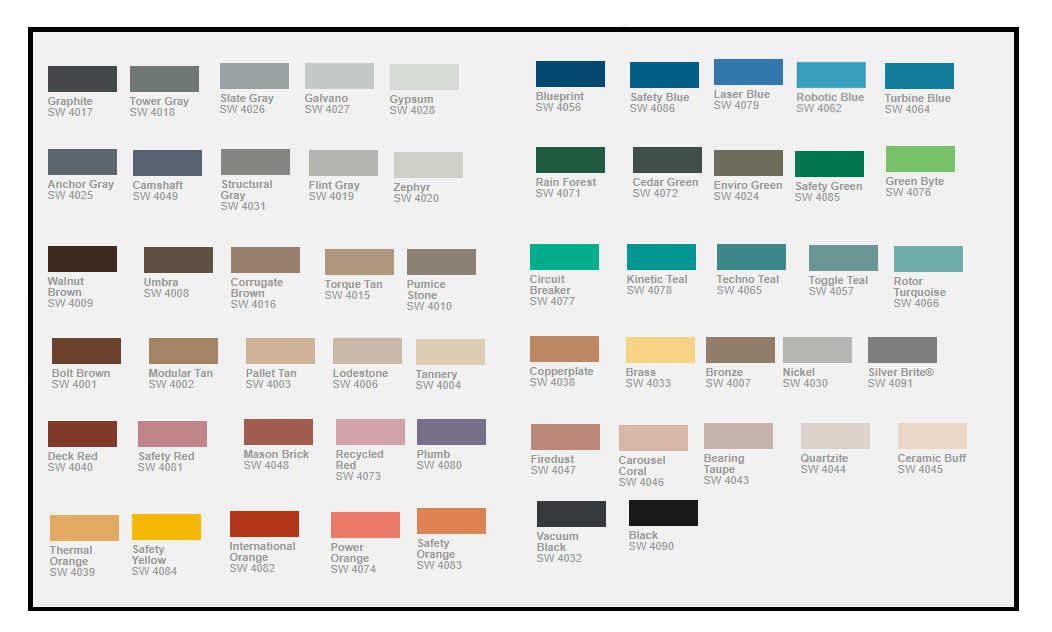 Graphite
SW 4017
Tower Gray
SW 4018
Slate Gray
SW 4026
Galvano
SW 4027
Gypsum
SW 4028
Blueprint
SW 4056
Safety Blue
SW 4086
Laser Blue
SW 4079
Robotic Blue
SW 4062
Turbine Blue
SW 4064
Anchor Gray
SW 4025
Camshaft
SW 4049
Structural
Gray
SW 4031
Flint Gray
SW 4019
Zephyr
SW 4020
Rain Forest
SW 4071
Cedar Green
SW 4072
Enviro Green
SW 4024
Safety Green
SW 4085
Green Byte
SW 4076
Walnut
Brown
SW 4009
Umbra
SW 4008
Corrugate
Brown
SW 4016
Torque Tan
SW 4015
Pumice
Stone
SW 4010
Circuit
Breaker
SW 4077
Kinetic Teal
SW 4078
Techno Teal
SW 4065
Toggle Teal
SW 4057
Rotor
Turquoise
SW 4066
Bolt Brown
SW 4001
Modular Tan
SW 4002
Pallet Tan
SW 4003
Lodestone
SW 4006
Tannery
SW 4004
Copperplate
SW 4038
Brass
SW 4033
Bronze
SW 4007
Nickel
SW 4030
Silver Brite®
SW 4091
Deck Red
SW 4040
Safety Red
SW 4081
Mason Brick
SW 4048
Recycled
Red
SW 4073
Plumb
SW 4080
Firedust
SW 4047
Carousel
Coral
SW 4046
Bearing
Taupe
SW 4043
Quartzite
SW 4044
Ceramic Buff
SW 4045
Thermal
Orange
SW 4039
Safety
Yellow
SW 4084
International
Orange
SW 4082
Power
Orange
SW 4074
Safety
Orange
SW 4083
Vacuum
Black
SW 4032
Black
SW 4090